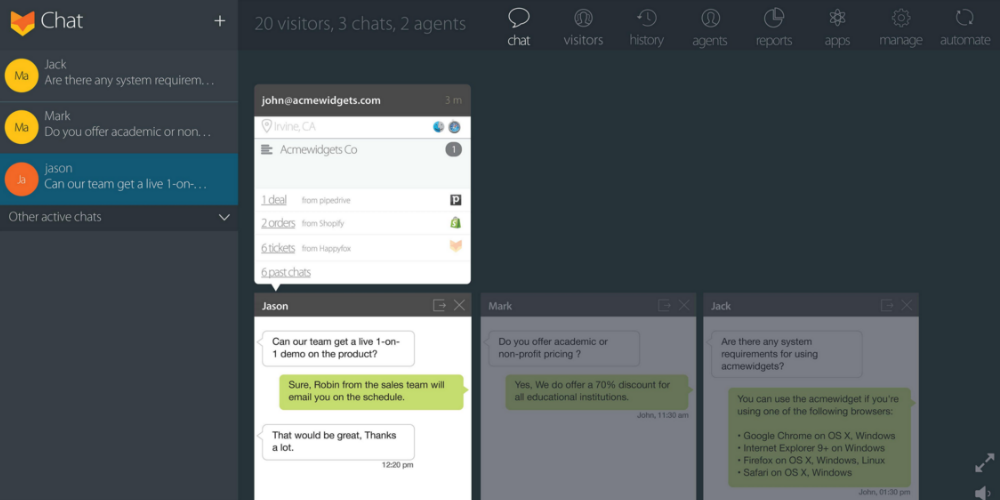 Chat +
20 visitors, 3 chats, 2 agents
chat
visitors
history
agents
reports
apps
manage
automate
Ma
Jack
Are there any system requirem...
Ma
Mark
Do you offer academic or non...
Ja
jason
Can our team get a live 1-on-...
Other active chats
john@acmewidgets.com 3 m
Irvine, CA
Acmewidgets Co 1
1 deal from pipedrive
2 orders from Shopify
6 tickets from Happyfox
6 past chats
Jason
Can our team get a live 1-on-
1 demo on the product?
Sure, Robin from the sales team will
email you on the schedule.
That would be great, Thanks
a lot.
12:20 pm
Mark
Do you offer academic or
non-profit pricing ?
Yes, We do offer a 70% discount for
all educational institutions.
John, 11:30 am
Jack
Are there any system
requirements for using
acmewidgets?
You can use the acmewidget if you're
using one of the following browsers:
• Google Chrome on OS X, Windows
• Internet Explorer 9+ on Windows
• Firefox on OS X, Windows, Linux
• Safari on OS X, Windows
John, 01:30 pm